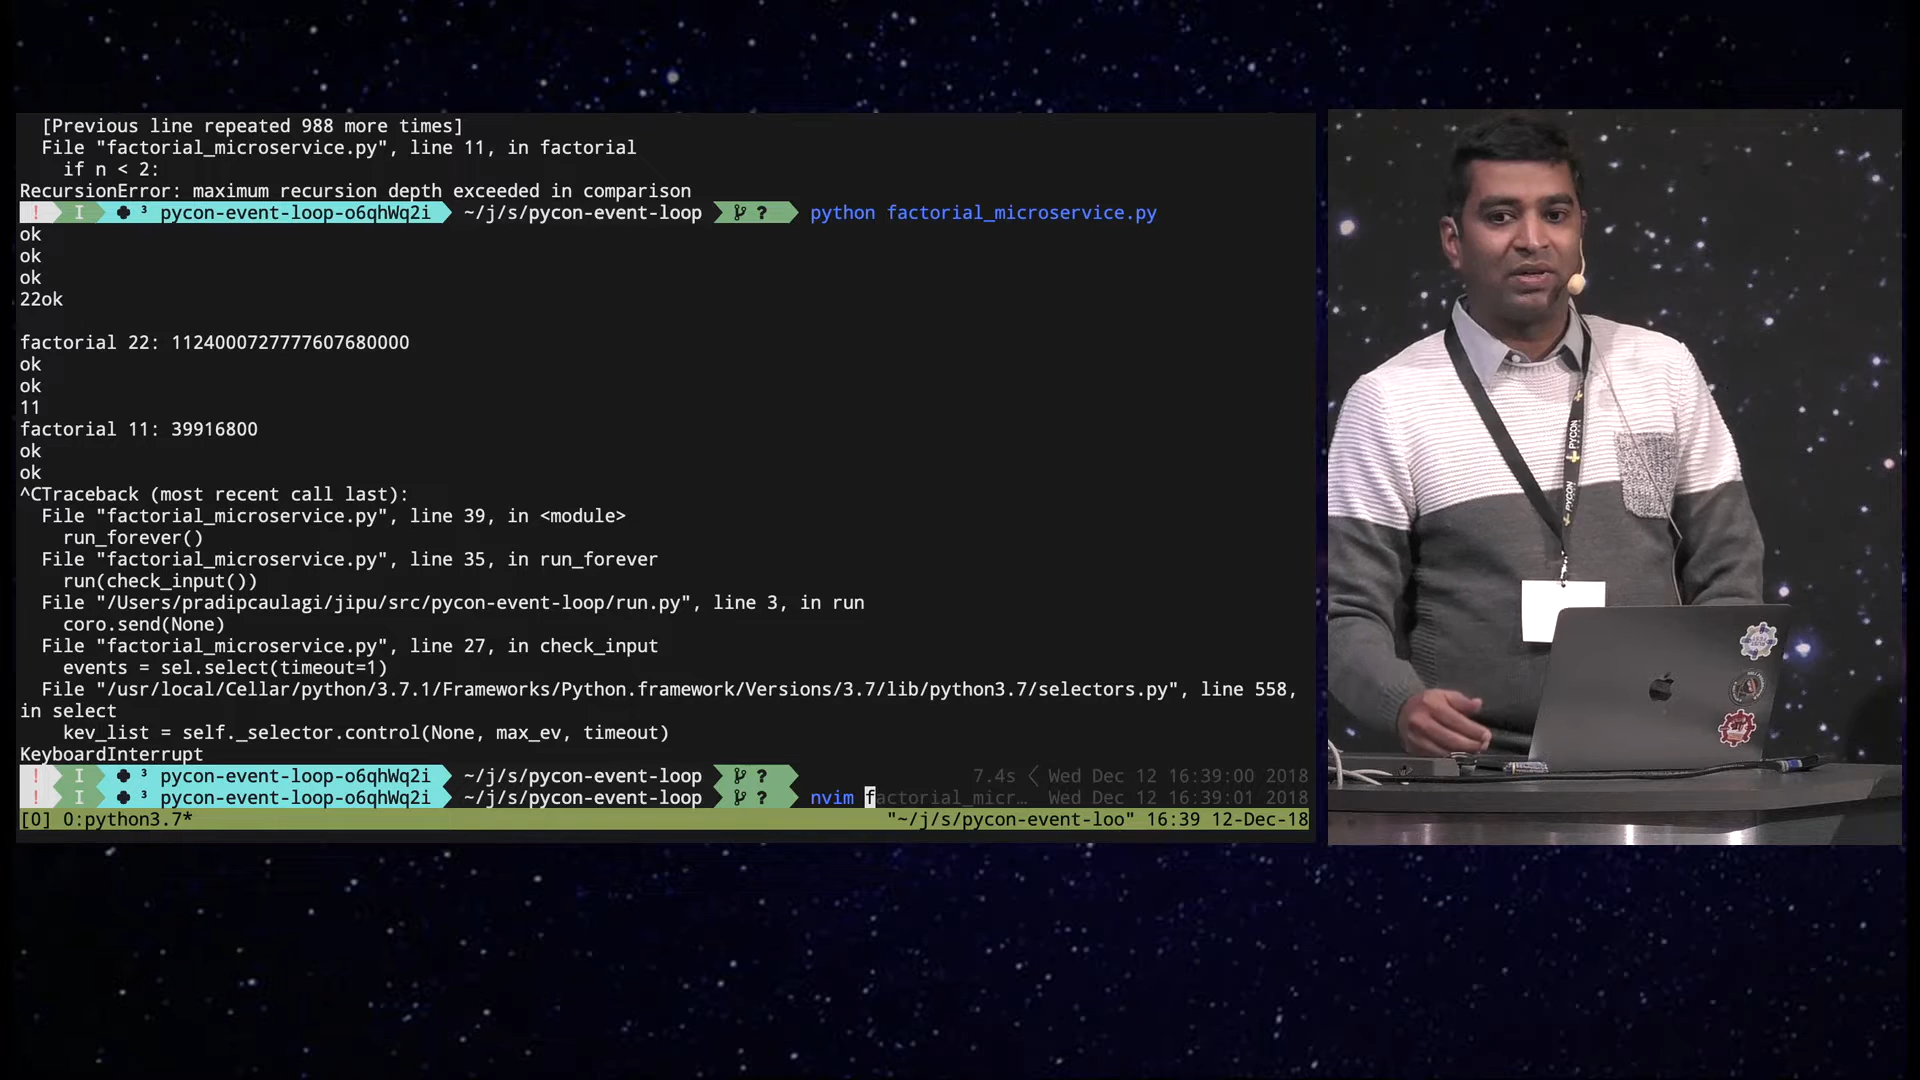 [Previous line repeated 988 more times]
File "factorial_microservice.py", line 11, in factorial
if n < 2:
RecursionError: maximum recursion depth exceeded in comparison
! I ³ pycon-event-loop-o6qhWq2i ~/j/s/pycon-event-loop ? python factorial_microservice.py
ok
ok
ok
22ok
factorial 22: 1124000727777607680000
ok
ok
11
factorial 11: 39916800
ok
ok
^CTraceback (most recent call last):
File "factorial_microservice.py", line 39, in <module>
run_forever()
File "factorial_microservice.py", line 35, in run_forever
run(check_input())
File "/Users/pradipcaulagi/jipu/src/pycon-event-loop/run.py", line 3, in run
coro.send(None)
File "factorial_microservice.py", line 27, in check_input
events = sel.select(timeout=1)
File "/usr/local/Cellar/python/3.7.1/Frameworks/Python.framework/Versions/3.7/lib/python3.7/selectors.py", line 558,
in select
kev_list = self._selector.control(None, max_ev, timeout)
KeyboardInterrupt
! I ³ pycon-event-loop-o6qhWq2i ~/j/s/pycon-event-loop ? 7.4s < Wed Dec 12 16:39:00 2018
! I ³ pycon-event-loop-o6qhWq2i ~/j/s/pycon-event-loop ? nvim factorial_micr… Wed Dec 12 16:39:01 2018
[0] 0:python3.7* "~/j/s/pycon-event-loo" 16:39 12-Dec-18
PYCON
PYCON